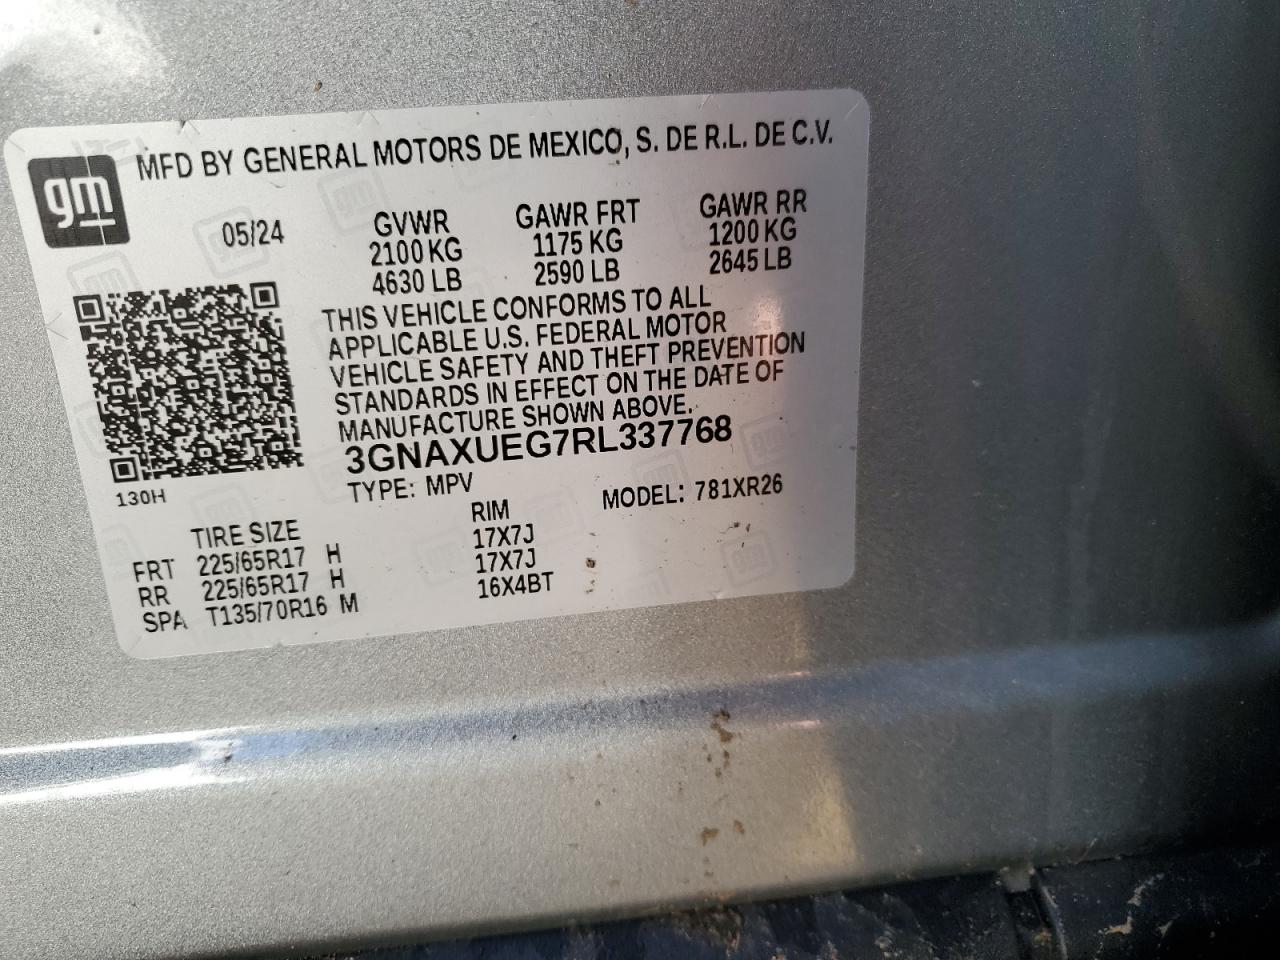 gm MFD BY GENERAL MOTORS DE MEXICO, S. DE R.L. DE C.V.
05/24 GVWR GAWR FRT GAWR RR
2100 KG 1175 KG 1200 KG
4630 LB 2590 LB 2645 LB
THIS VEHICLE CONFORMS TO ALL
APPLICABLE U.S. FEDERAL MOTOR
VEHICLE SAFETY AND THEFT PREVENTION
STANDARDS IN EFFECT ON THE DATE OF
MANUFACTURE SHOWN ABOVE.
3GNAXUEG7RL337768
130H TYPE: MPV MODEL: 781XR26
TIRE SIZE RIM
FRT 225/65R17 H 17X7J
RR 225/65R17 H 17X7J
SPA T135/70R16 M 16X4BT